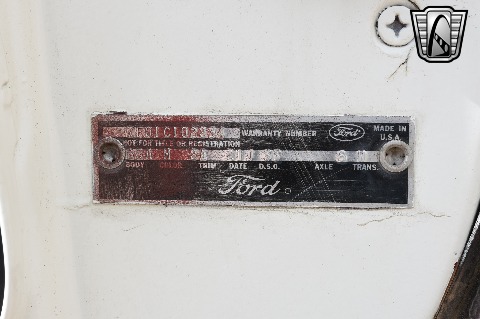 WARRANTY NUMBER Ford MADE IN U.S.A.
NOT FOR TITLE OR REGISTRATION
BODY COLOR TRIM DATE D.S.O. AXLE TRANS.
Ford